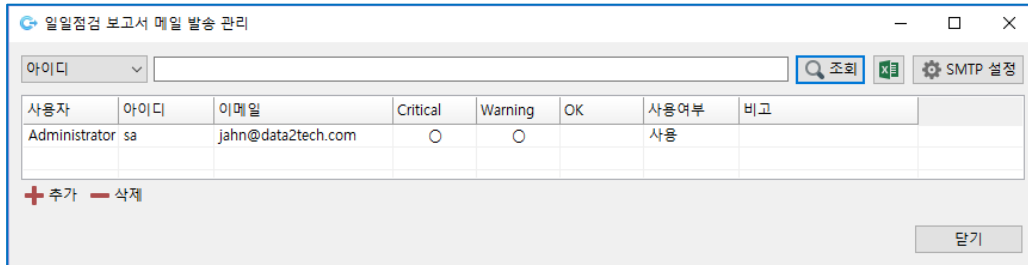 일일점검 보고서 메일 발송 관리
아이디 조회 SMTP 설정
사용자 아이디 이메일 Critical Warning OK 사용여부 비고
Administrator sa jahn@data2tech.com ○ ○ 사용
추가 삭제
닫기